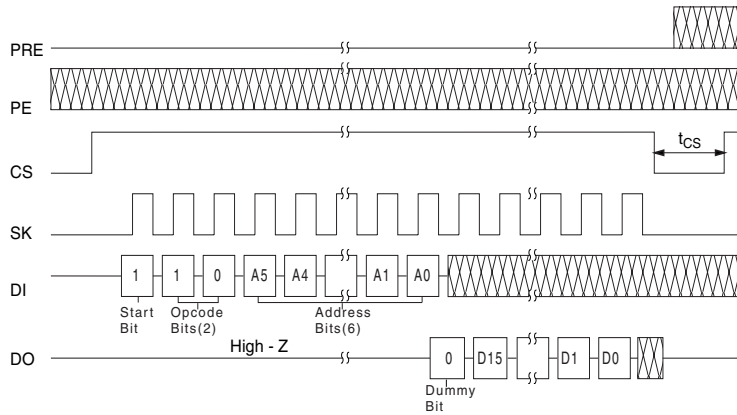 PRE
PE
CS
tCS
SK
DI
1 1 0 A5 A4 A1 A0
Start Bit
Opcode Bits(2)
Address Bits(6)
DO
High - Z
0 D15 D1 D0
Dummy Bit